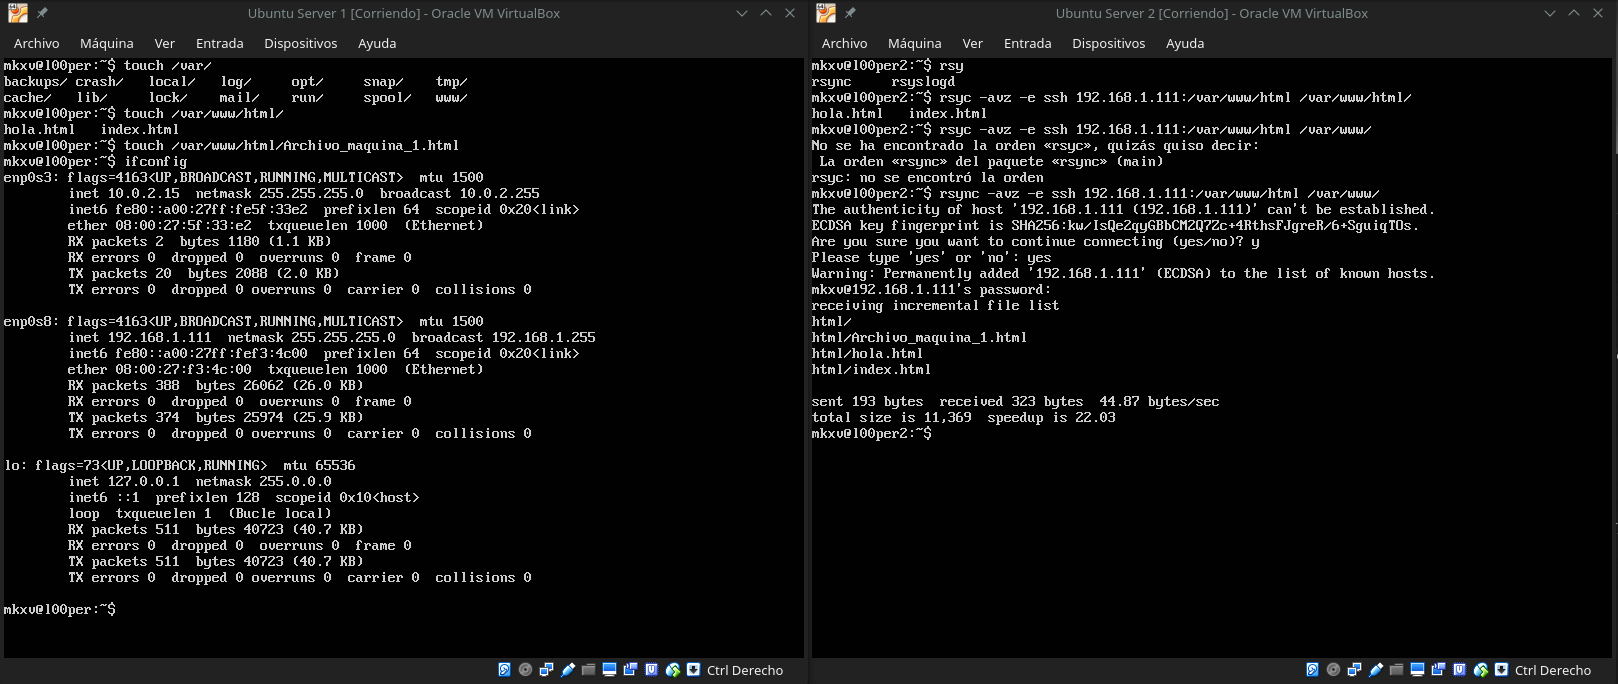 Ubuntu Server 1 [Corriendo] - Oracle VM VirtualBox
Archivo Máquina Ver Entrada Dispositivos Ayuda
mkxv@l00per:~$ touch /var/
backups/ crash/ local/ log/ opt/ snap/ tmp/
cache/ lib/ lock/ mail/ run/ spool/ www/
mkxv@l00per:~$ touch /var/www/html/
hola.html index.html
mkxv@l00per:~$ touch /var/www/html/Archivo_maquina_1.html
mkxv@l00per:~$ ifconfig
enp0s3: flags=4163<UP,BROADCAST,RUNNING,MULTICAST> mtu 1500
inet 10.0.2.15 netmask 255.255.255.0 broadcast 10.0.2.255
inet6 fe80::a00:27ff:fe5f:33e2 prefixlen 64 scopeid 0x20<link>
ether 08:00:27:5f:33:e2 txqueuelen 1000 (Ethernet)
RX packets 2 bytes 1180 (1.1 KB)
RX errors 0 dropped 0 overruns 0 frame 0
TX packets 20 bytes 2088 (2.0 KB)
TX errors 0 dropped 0 overruns 0 carrier 0 collisions 0
enp0s8: flags=4163<UP,BROADCAST,RUNNING,MULTICAST> mtu 1500
inet 192.168.1.111 netmask 255.255.255.0 broadcast 192.168.1.255
inet6 fe80::a00:27ff:fef3:4c00 prefixlen 64 scopeid 0x20<link>
ether 08:00:27:f3:4c:00 txqueuelen 1000 (Ethernet)
RX packets 388 bytes 26062 (26.0 KB)
RX errors 0 dropped 0 overruns 0 frame 0
TX packets 374 bytes 25974 (25.9 KB)
TX errors 0 dropped 0 overruns 0 carrier 0 collisions 0
lo: flags=73<UP,LOOPBACK,RUNNING> mtu 65536
inet 127.0.0.1 netmask 255.0.0.0
inet6 ::1 prefixlen 128 scopeid 0x10<host>
loop txqueuelen 1 (Bucle local)
RX packets 511 bytes 40723 (40.7 KB)
RX errors 0 dropped 0 overruns 0 frame 0
TX packets 511 bytes 40723 (40.7 KB)
TX errors 0 dropped 0 overruns 0 carrier 0 collisions 0
mkxv@l00per:~$
Ctrl Derecho
Ubuntu Server 2 [Corriendo] - Oracle VM VirtualBox
Archivo Máquina Ver Entrada Dispositivos Ayuda
mkxv@l00per2:~$ rsy
rsync rsyslogd
mkxv@l00per2:~$ rsyc -avz -e ssh 192.168.1.111:/var/www/html /var/www/html/
hola.html index.html
mkxv@l00per2:~$ rsyc -avz -e ssh 192.168.1.111:/var/www/html /var/www/
No se ha encontrado la orden «rsyc», quizás quiso decir:
La orden «rsync» del paquete «rsync» (main)
rsyc: no se encontró la orden
mkxv@l00per2:~$ rsync -avz -e ssh 192.168.1.111:/var/www/html /var/www/
The authenticity of host '192.168.1.111 (192.168.1.111)' can't be established.
ECDSA key fingerprint is SHA256:kw/IsQe2qyGBbCM2Q7Zc+4RthsFJgreR/6+SguiqTOs.
Are you sure you want to continue connecting (yes/no)? y
Please type 'yes' or 'no': yes
Warning: Permanently added '192.168.1.111' (ECDSA) to the list of known hosts.
mkxv@192.168.1.111's password:
receiving incremental file list
html/
html/Archivo_maquina_1.html
html/hola.html
html/index.html
sent 193 bytes received 323 bytes 44.87 bytes/sec
total size is 11,369 speedup is 22.03
mkxv@l00per2:~$
Ctrl Derecho